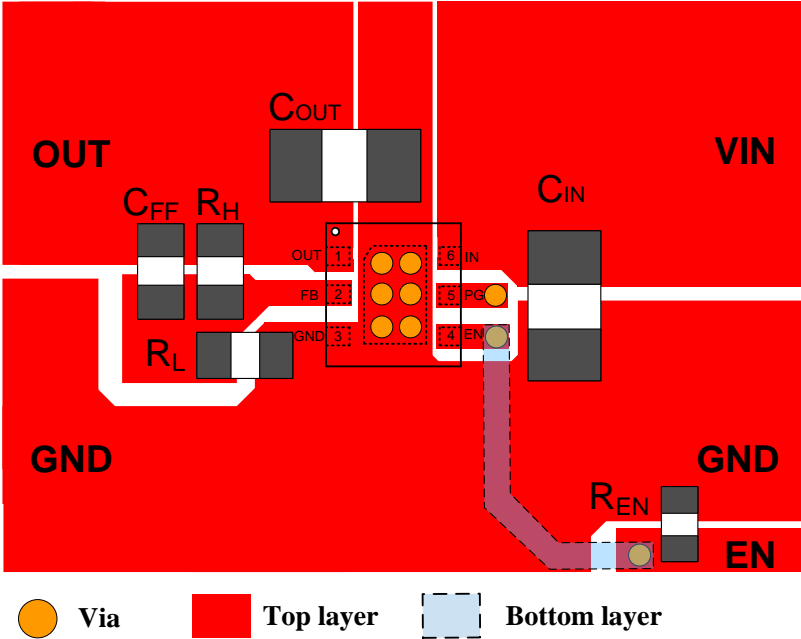 COUT
OUT
VIN
CFF
RH
CIN
OUT 1
6 IN
FB 2
5 PG
GND 3
4 EN
RL
GND
GND
REN
EN
Via
Top layer
Bottom layer